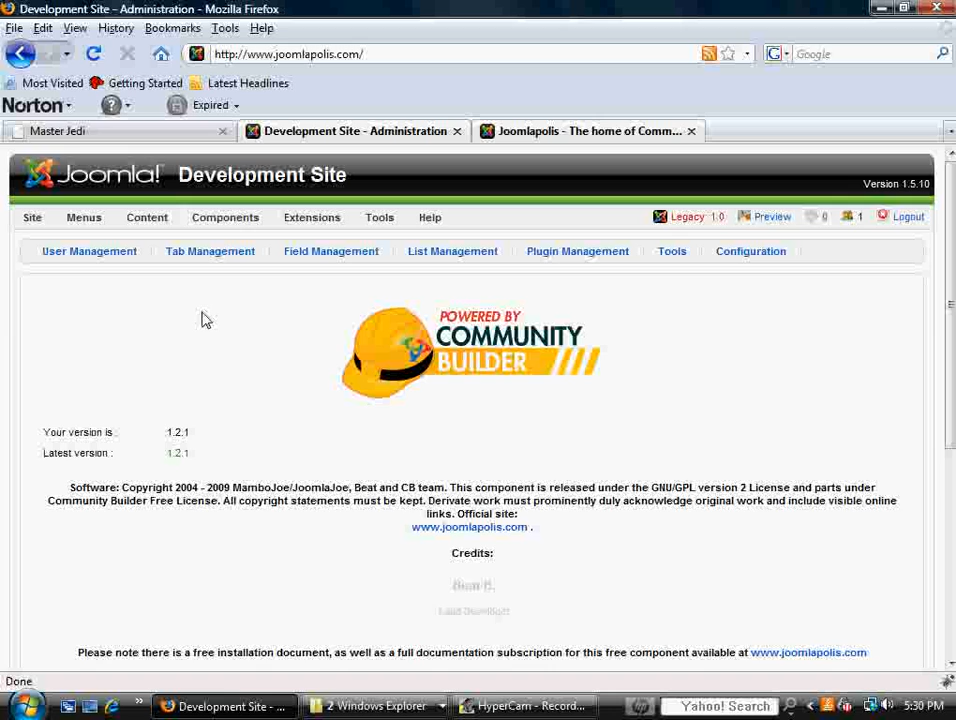 Development Site - Administration - Mozilla Firefox
File Edit View History Bookmarks Tools Help
http://www.joomlapolis.com/
Google
Most Visited Getting Started Latest Headlines
Norton Expired
Master Jedi
Development Site - Administration
Joomlapolis - The home of Comm...
Joomla! Development Site
Version 1.5.10
Site Menus Content Components Extensions Tools Help Legacy: 1.0 Preview 0 1 Logout
User Management Tab Management Field Management List Management Plugin Management Tools Configuration
POWERED BY
COMMUNITY
BUILDER
Your version is : 1.2.1
Latest version : 1.2.1
Software: Copyright 2004 - 2009 MamboJoe/JoomlaJoe, Beat and CB team. This component is released under the GNU/GPL version 2 License and parts under
Community Builder Free License. All copyright statements must be kept. Derivate work must prominently duly acknowledge original work and include visible online
links. Official site:
www.joomlapolis.com .
Credits:
Lead Developer
Please note there is a free installation document, as well as a full documentation subscription for this free component available at www.joomlapolis.com
Done
Development Site - ...
2 Windows Explorer
HyperCam - Record...
Yahoo! Search
5:30 PM